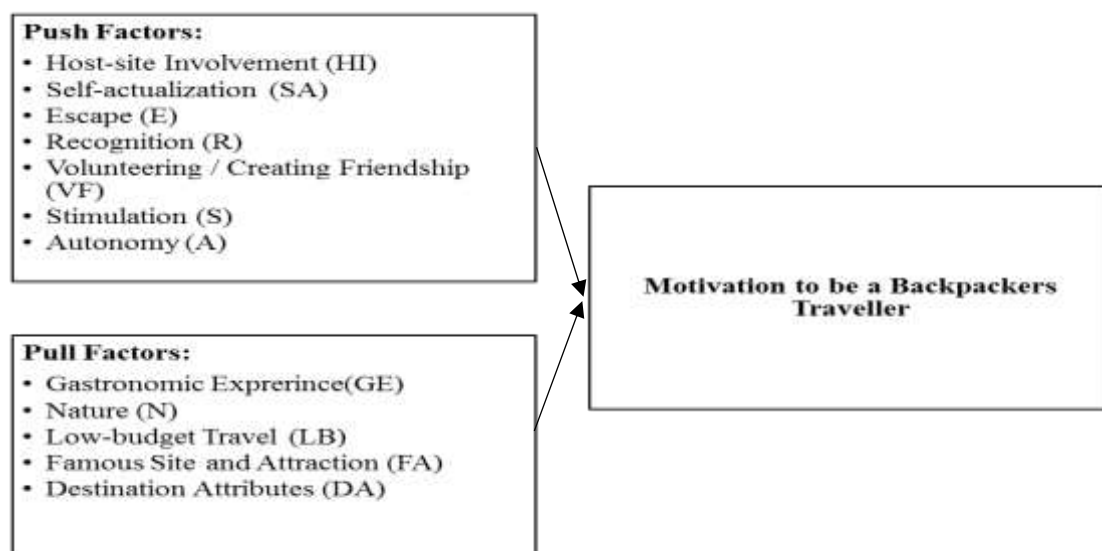 Push Factors:
• Host-site Involvement (HI)
• Self-actualization (SA)
• Escape (E)
• Recognition (R)
• Volunteering / Creating Friendship
(VF)
• Stimulation (S)
• Autonomy (A)
Motivation to be a Backpackers
Traveller
Pull Factors:
• Gastronomic Exprerince(GE)
• Nature (N)
• Low-budget Travel (LB)
• Famous Site and Attraction (FA)
• Destination Attributes (DA)